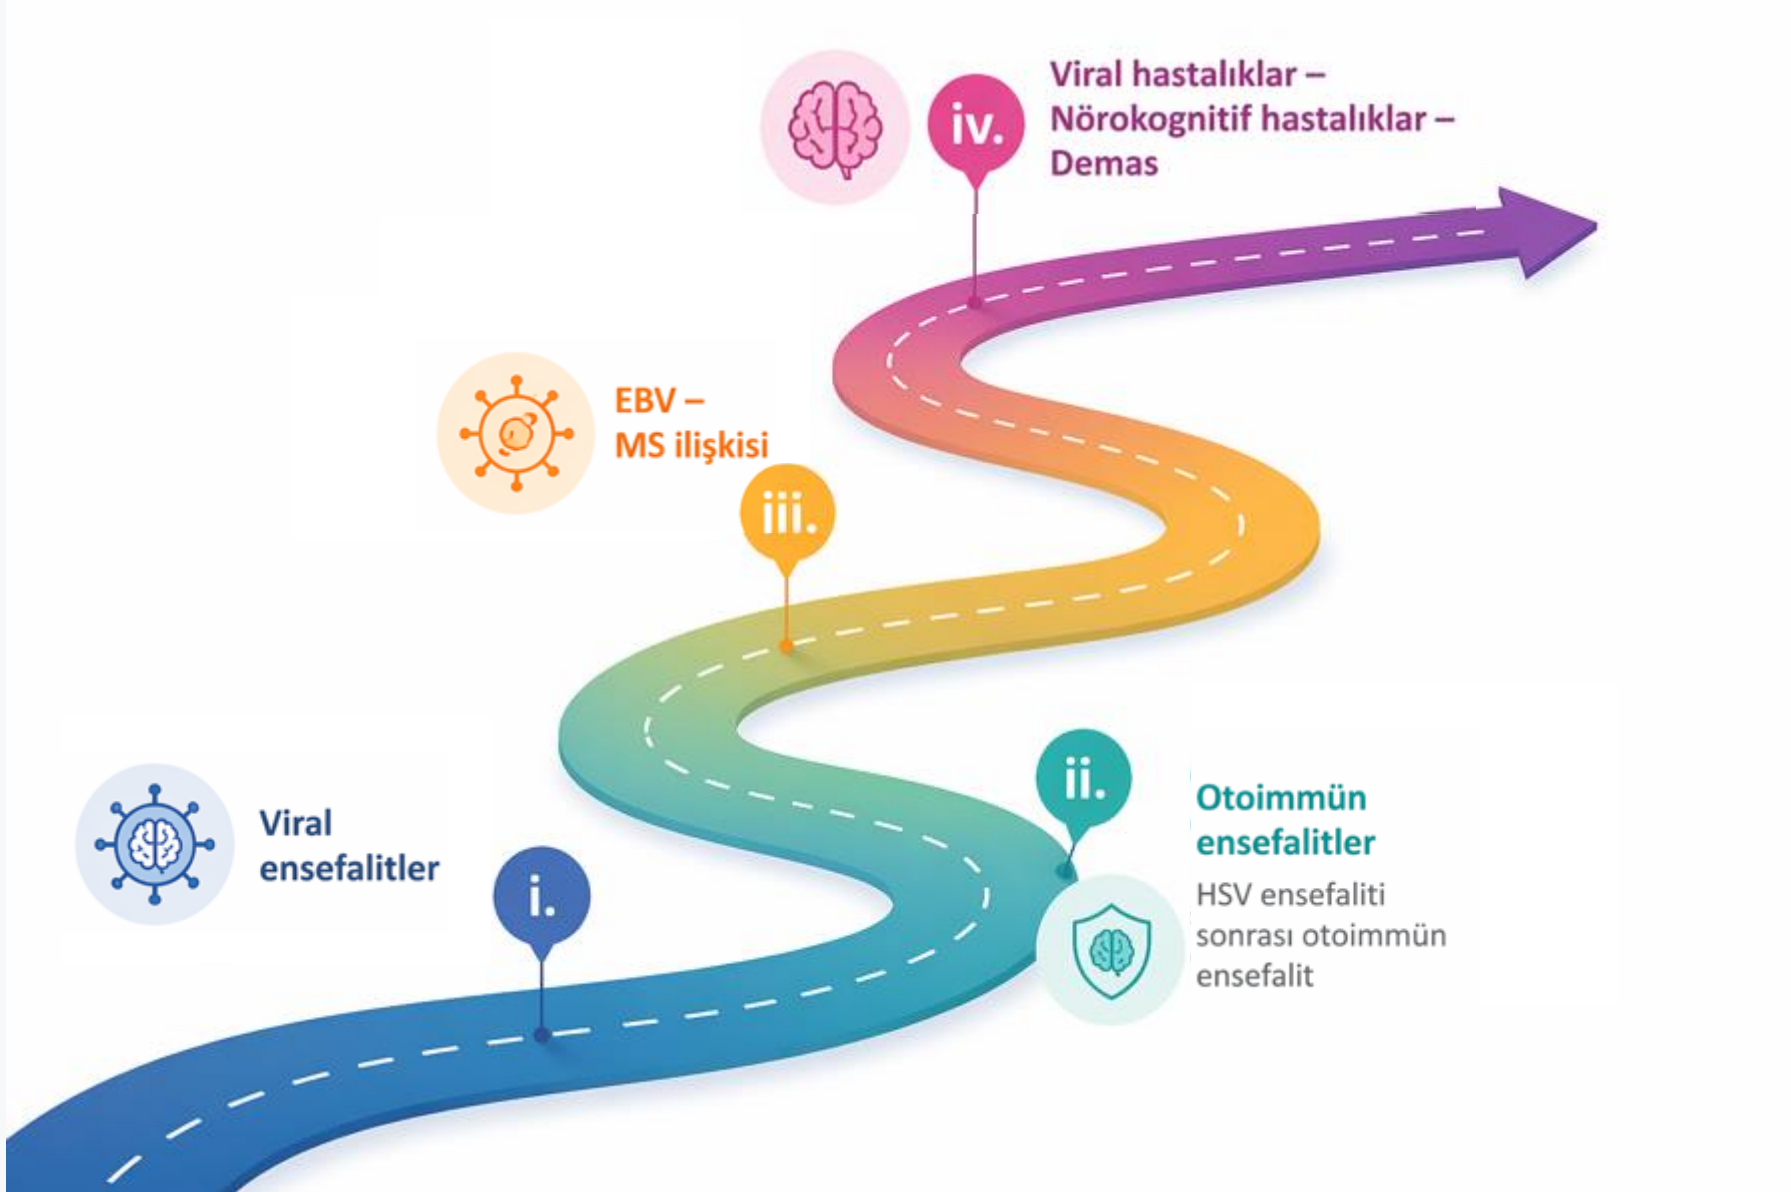 iv.
Viral hastalıklar –
Nörokognitif hastalıklar –
Demas
EBV –
MS ilişkisi
iii.
ii.
Otoimmün
ensefalitler
HSV ensefaliti
sonrası otoimmün
ensefalit
Viral
ensefalitler
i.